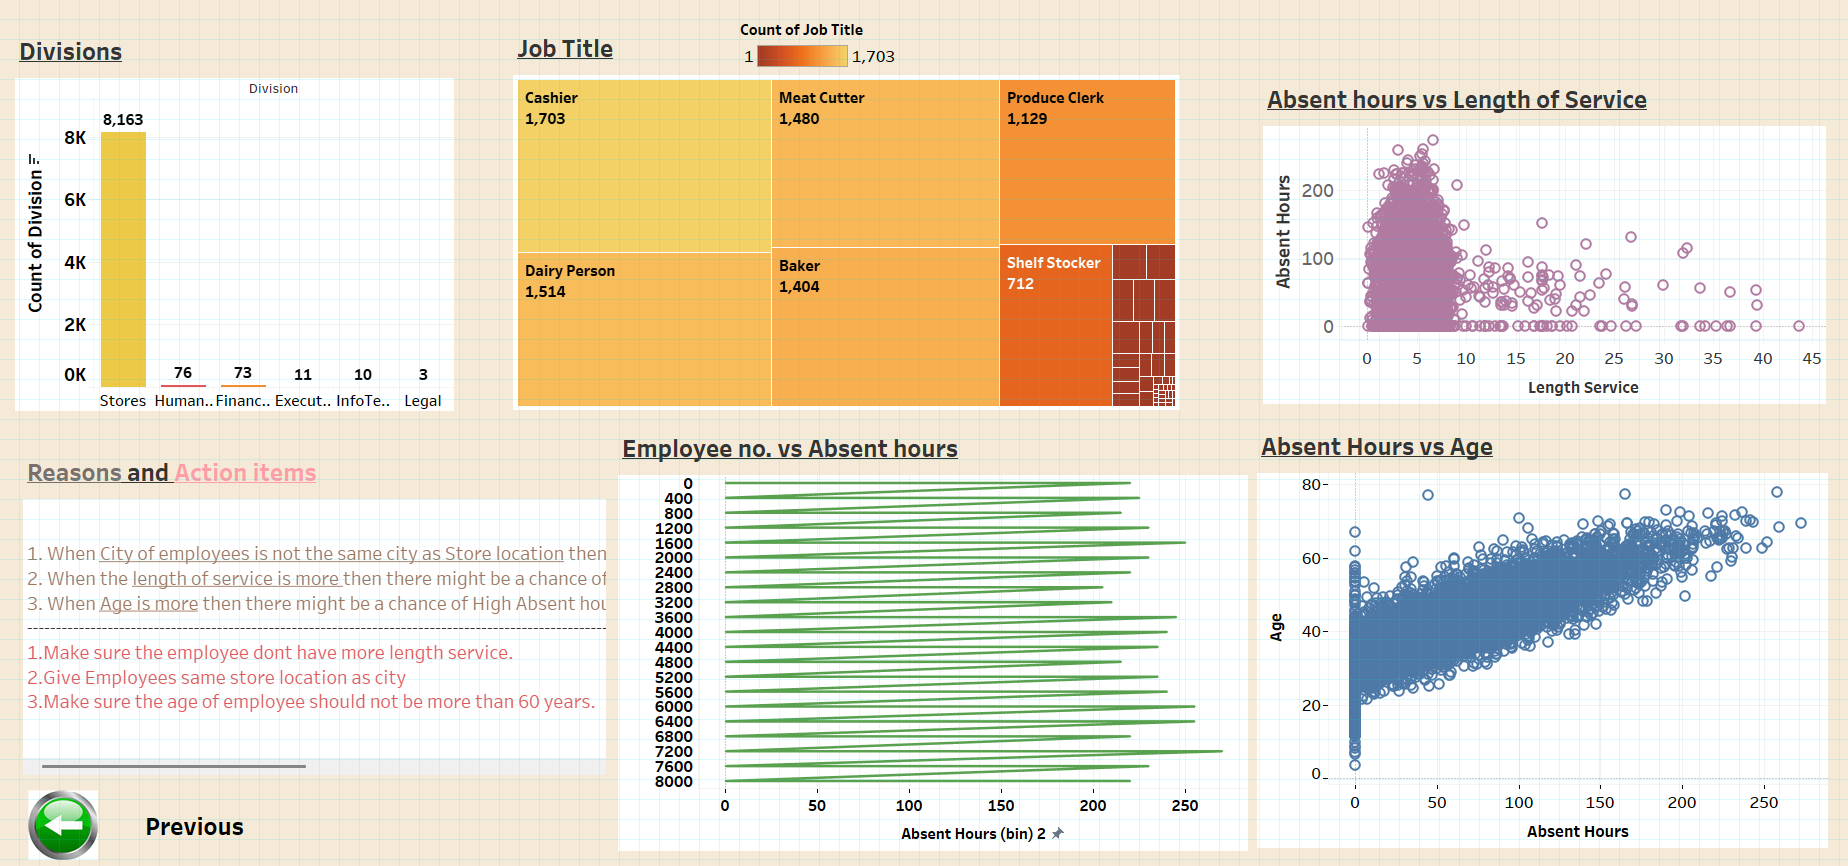 Divisions
Division
Count of Division
8K
6K
4K
2K
0K
8,163
76
73
11
10
3
Stores
Human..
Financ..
Execut..
InfoTe..
Legal
Job Title
Count of Job Title
1
1,703
Cashier
1,703
Meat Cutter
1,480
Produce Clerk
1,129
Dairy Person
1,514
Baker
1,404
Shelf Stocker
712
Absent hours vs Length of Service
Absent Hours
200
100
0
0 5 10 15 20 25 30 35 40 45
Length Service
Reasons and Action items
1. When City of employees is not the same city as Store location then
2. When the length of service is more then there might be a chance of
3. When Age is more then there might be a chance of High Absent hou
1.Make sure the employee dont have more length service.
2.Give Employees same store location as city
3.Make sure the age of employee should not be more than 60 years.
Previous
Employee no. vs Absent hours
0
400
800
1200
1600
2000
2400
2800
3200
3600
4000
4400
4800
5200
5600
6000
6400
6800
7200
7600
8000
0 50 100 150 200 250
Absent Hours (bin) 2
Absent Hours vs Age
Age
80
60
40
20
0
0 50 100 150 200 250
Absent Hours